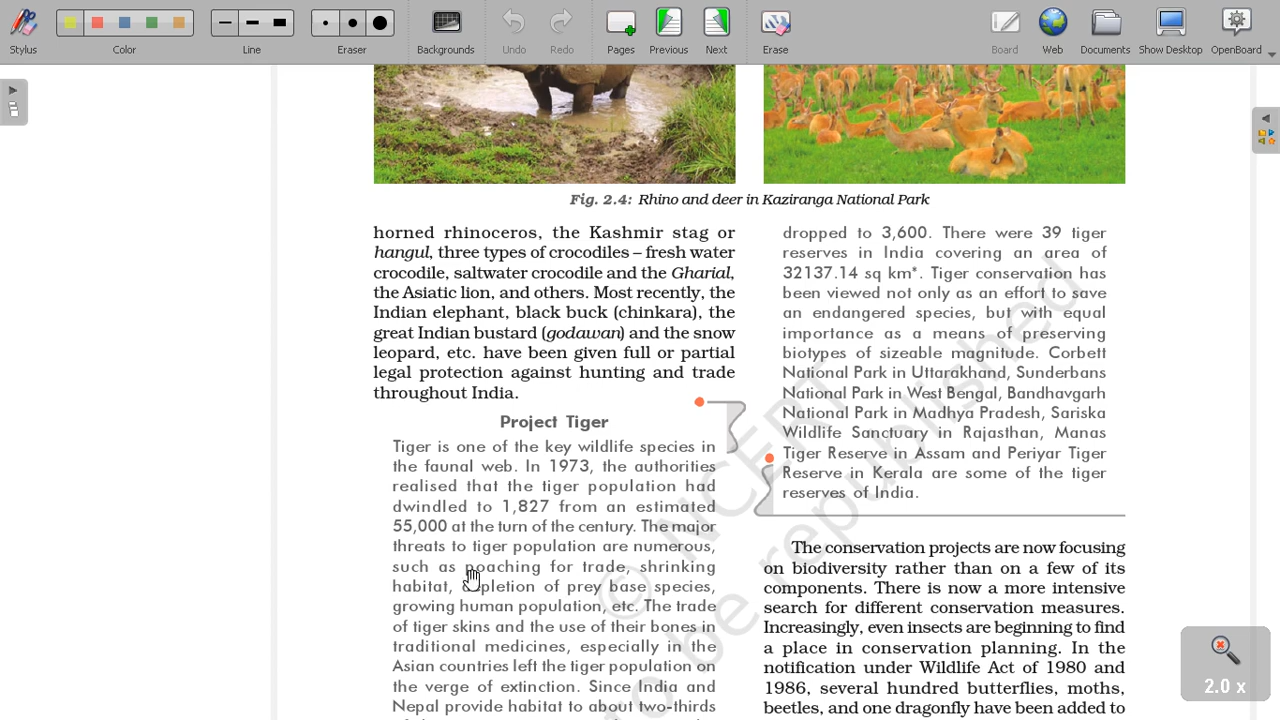 Stylus
Color
Line
Eraser
Backgrounds
Undo
Redo
Pages
Previous
Next
Erase
Board
Web
Documents
Show Desktop
OpenBoard
Fig. 2.4: Rhino and deer in Kaziranga National Park
horned rhinoceros, the Kashmir stag or
hangul, three types of crocodiles – fresh water
crocodile, saltwater crocodile and the Gharial,
the Asiatic lion, and others. Most recently, the
Indian elephant, black buck (chinkara), the
great Indian bustard (godawan) and the snow
leopard, etc. have been given full or partial
legal protection against hunting and trade
throughout India.
Project Tiger
Tiger is one of the key wildlife species in
the faunal web. In 1973, the authorities
realised that the tiger population had
dwindled to 1,827 from an estimated
55,000 at the turn of the century. The major
threats to tiger population are numerous,
such as poaching for trade, shrinking
habitat, depletion of prey base species,
growing human population, etc. The trade
of tiger skins and the use of their bones in
traditional medicines, especially in the
Asian countries left the tiger population on
the verge of extinction. Since India and
Nepal provide habitat to about two-thirds
dropped to 3,600. There were 39 tiger
reserves in India covering an area of
32137.14 sq km*. Tiger conservation has
been viewed not only as an effort to save
an endangered species, but with equal
importance as a means of preserving
biotypes of sizeable magnitude. Corbett
National Park in Uttarakhand, Sunderbans
National Park in West Bengal, Bandhavgarh
National Park in Madhya Pradesh, Sariska
Wildlife Sanctuary in Rajasthan, Manas
Tiger Reserve in Assam and Periyar Tiger
Reserve in Kerala are some of the tiger
reserves of India.
The conservation projects are now focusing
on biodiversity rather than on a few of its
components. There is now a more intensive
search for different conservation measures.
Increasingly, even insects are beginning to find
a place in conservation planning. In the
notification under Wildlife Act of 1980 and
1986, several hundred butterflies, moths,
beetles, and one dragonfly have been added to
© NCERT
be republished
2.0 x